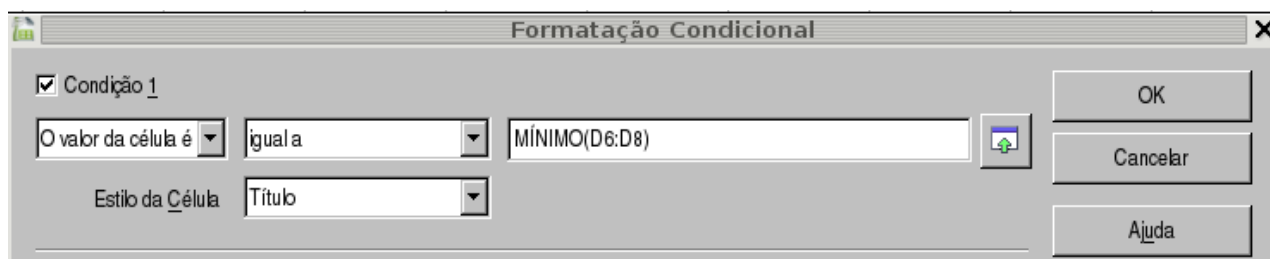 Formatação Condicional
Condição 1
OK
O valor da célula é igual a MÍNIMO(D6:D8)
Cancelar
Estilo da Célula Título
Ajuda